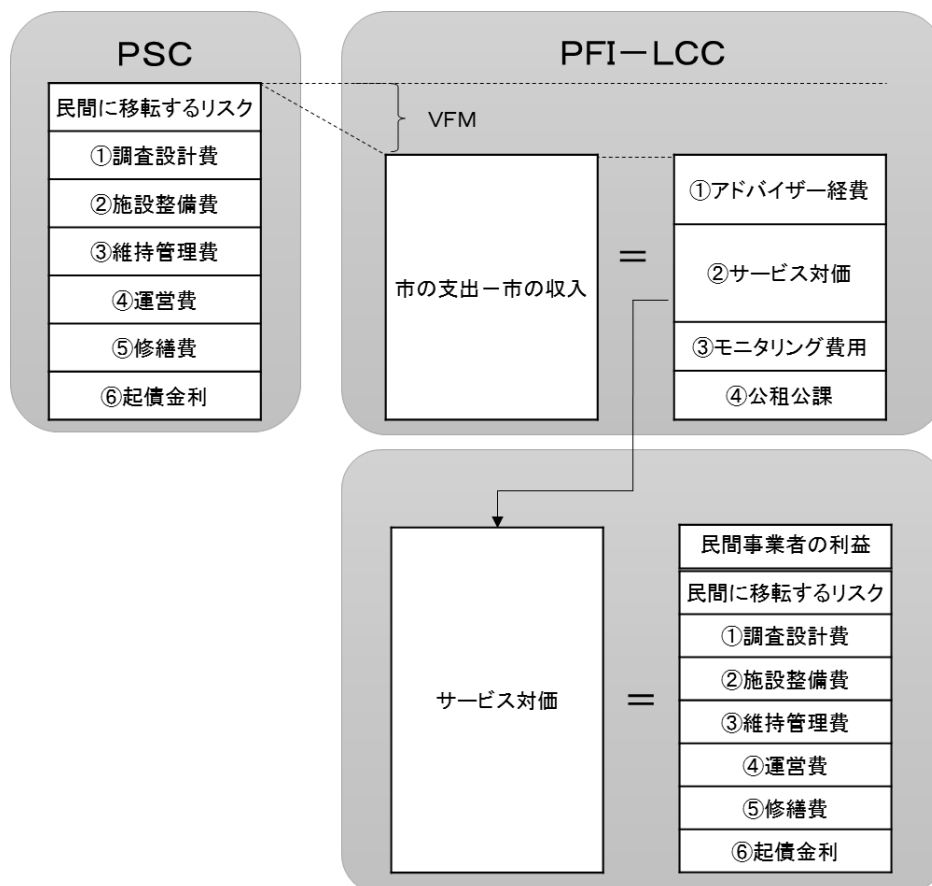 PSC
民間に移転するリスク
①調査設計費
②施設整備費
③維持管理費
④運営費
⑤修繕費
⑥起債金利
PFI－LCC
VFM
市の支出－市の収入
＝
①アドバイザー経費
②サービス対価
③モニタリング費用
④公租公課
サービス対価
＝
民間事業者の利益
民間に移転するリスク
①調査設計費
②施設整備費
③維持管理費
④運営費
⑤修繕費
⑥起債金利